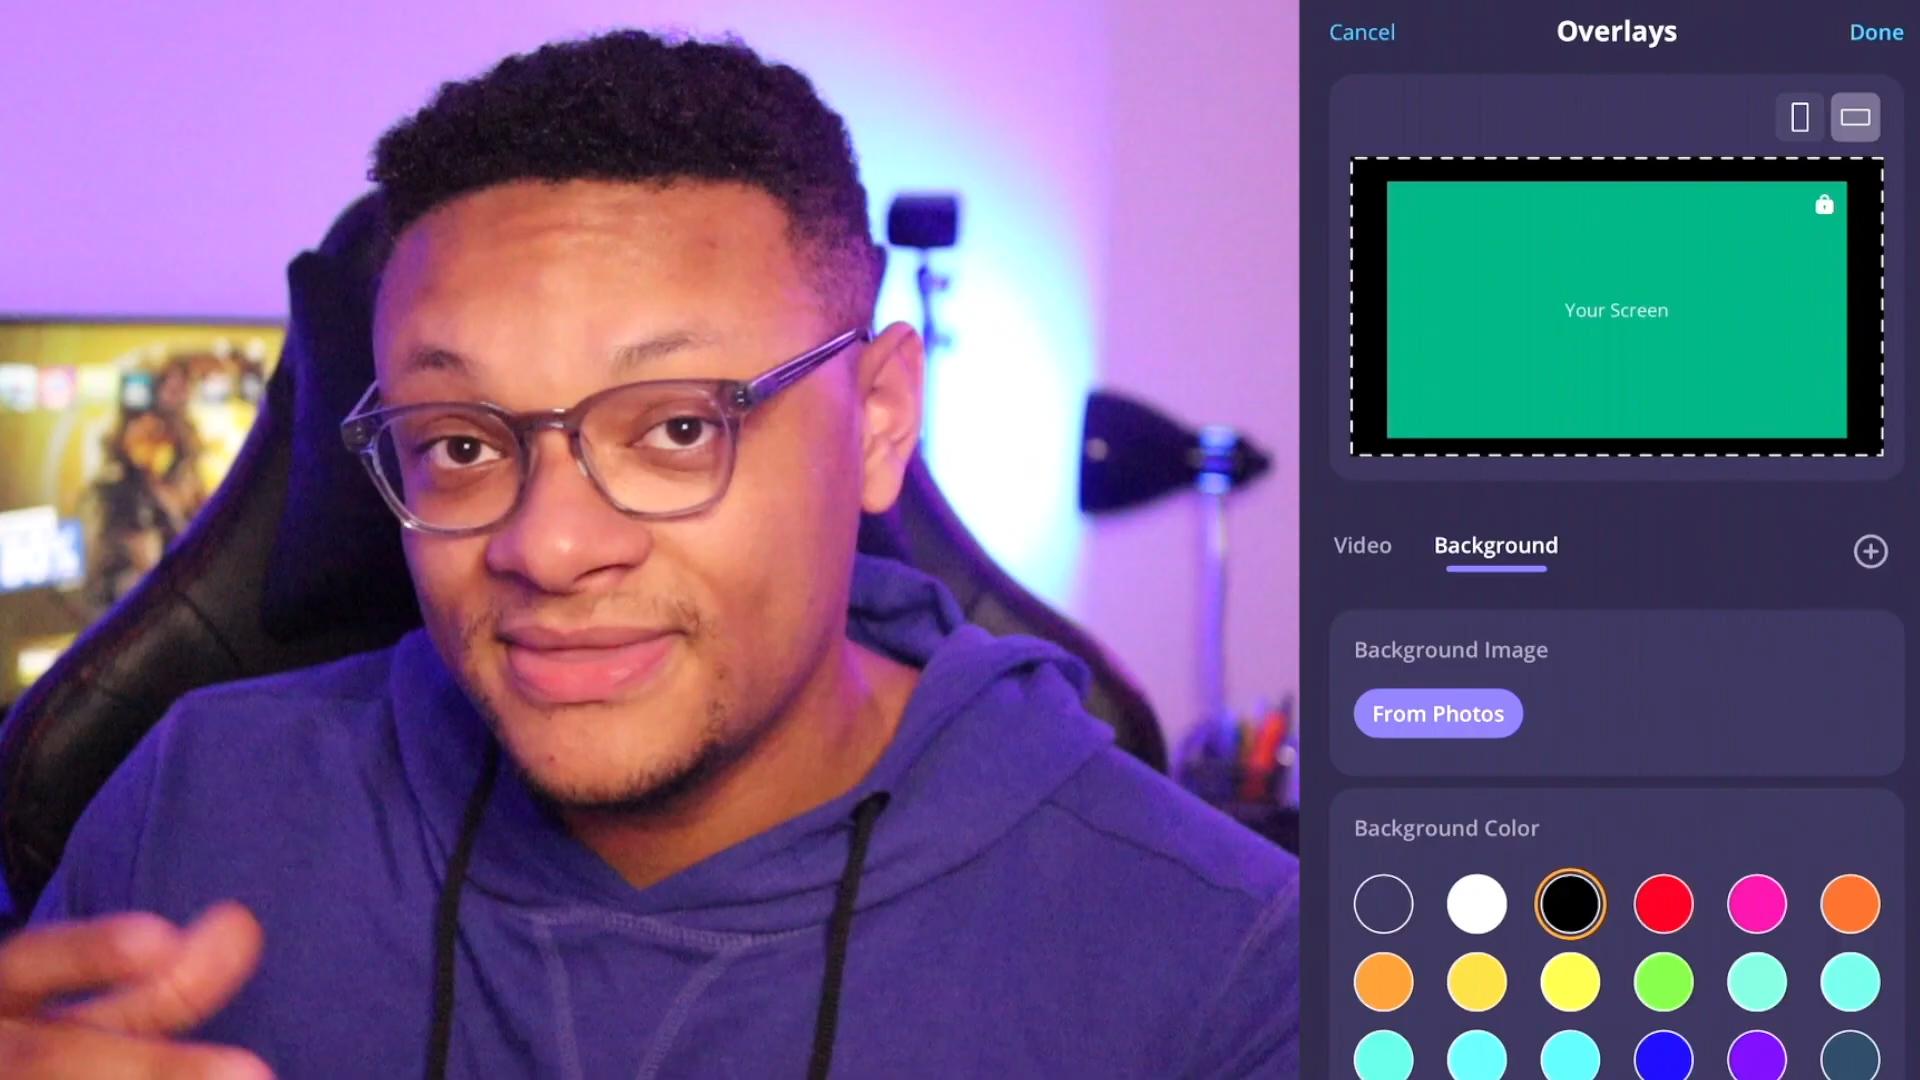 Cancel
Overlays
Done
Your Screen
Video
Background
Background Image
From Photos
Background Color